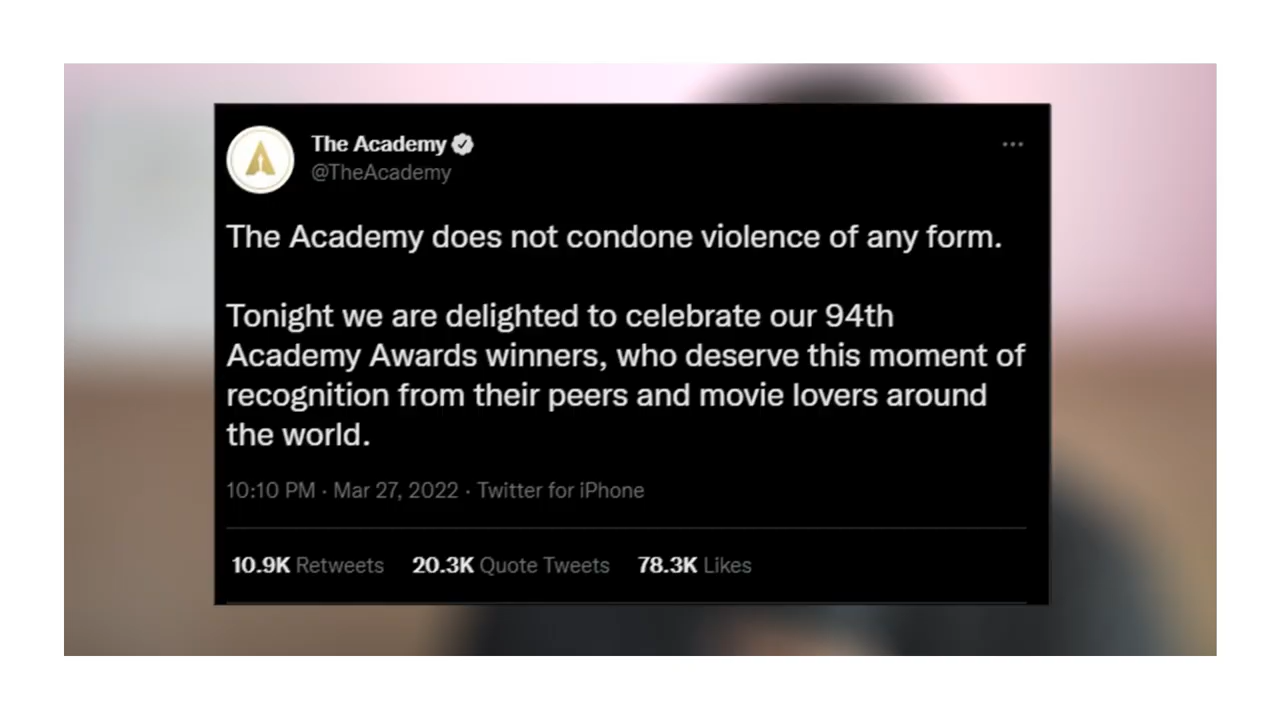 The Academy
@TheAcademy
The Academy does not condone violence of any form.
Tonight we are delighted to celebrate our 94th
Academy Awards winners, who deserve this moment of
recognition from their peers and movie lovers around
the world.
10:10 PM · Mar 27, 2022 · Twitter for iPhone
10.9K Retweets 20.3K Quote Tweets 78.3K Likes